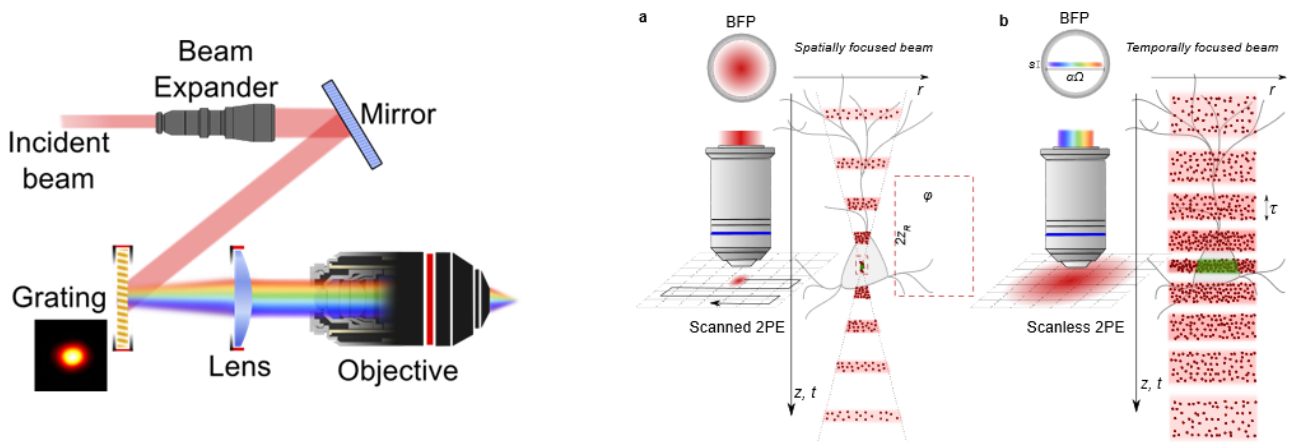 Beam
Expander
Mirror
Incident
beam
Grating
Lens
Objective
a
BFP
Spatially focused beam
r
φ
2z_R
Scanned 2PE
z, t
b
BFP
Temporally focused beam
s
αΩ
r
τ
Scanless 2PE
z, t